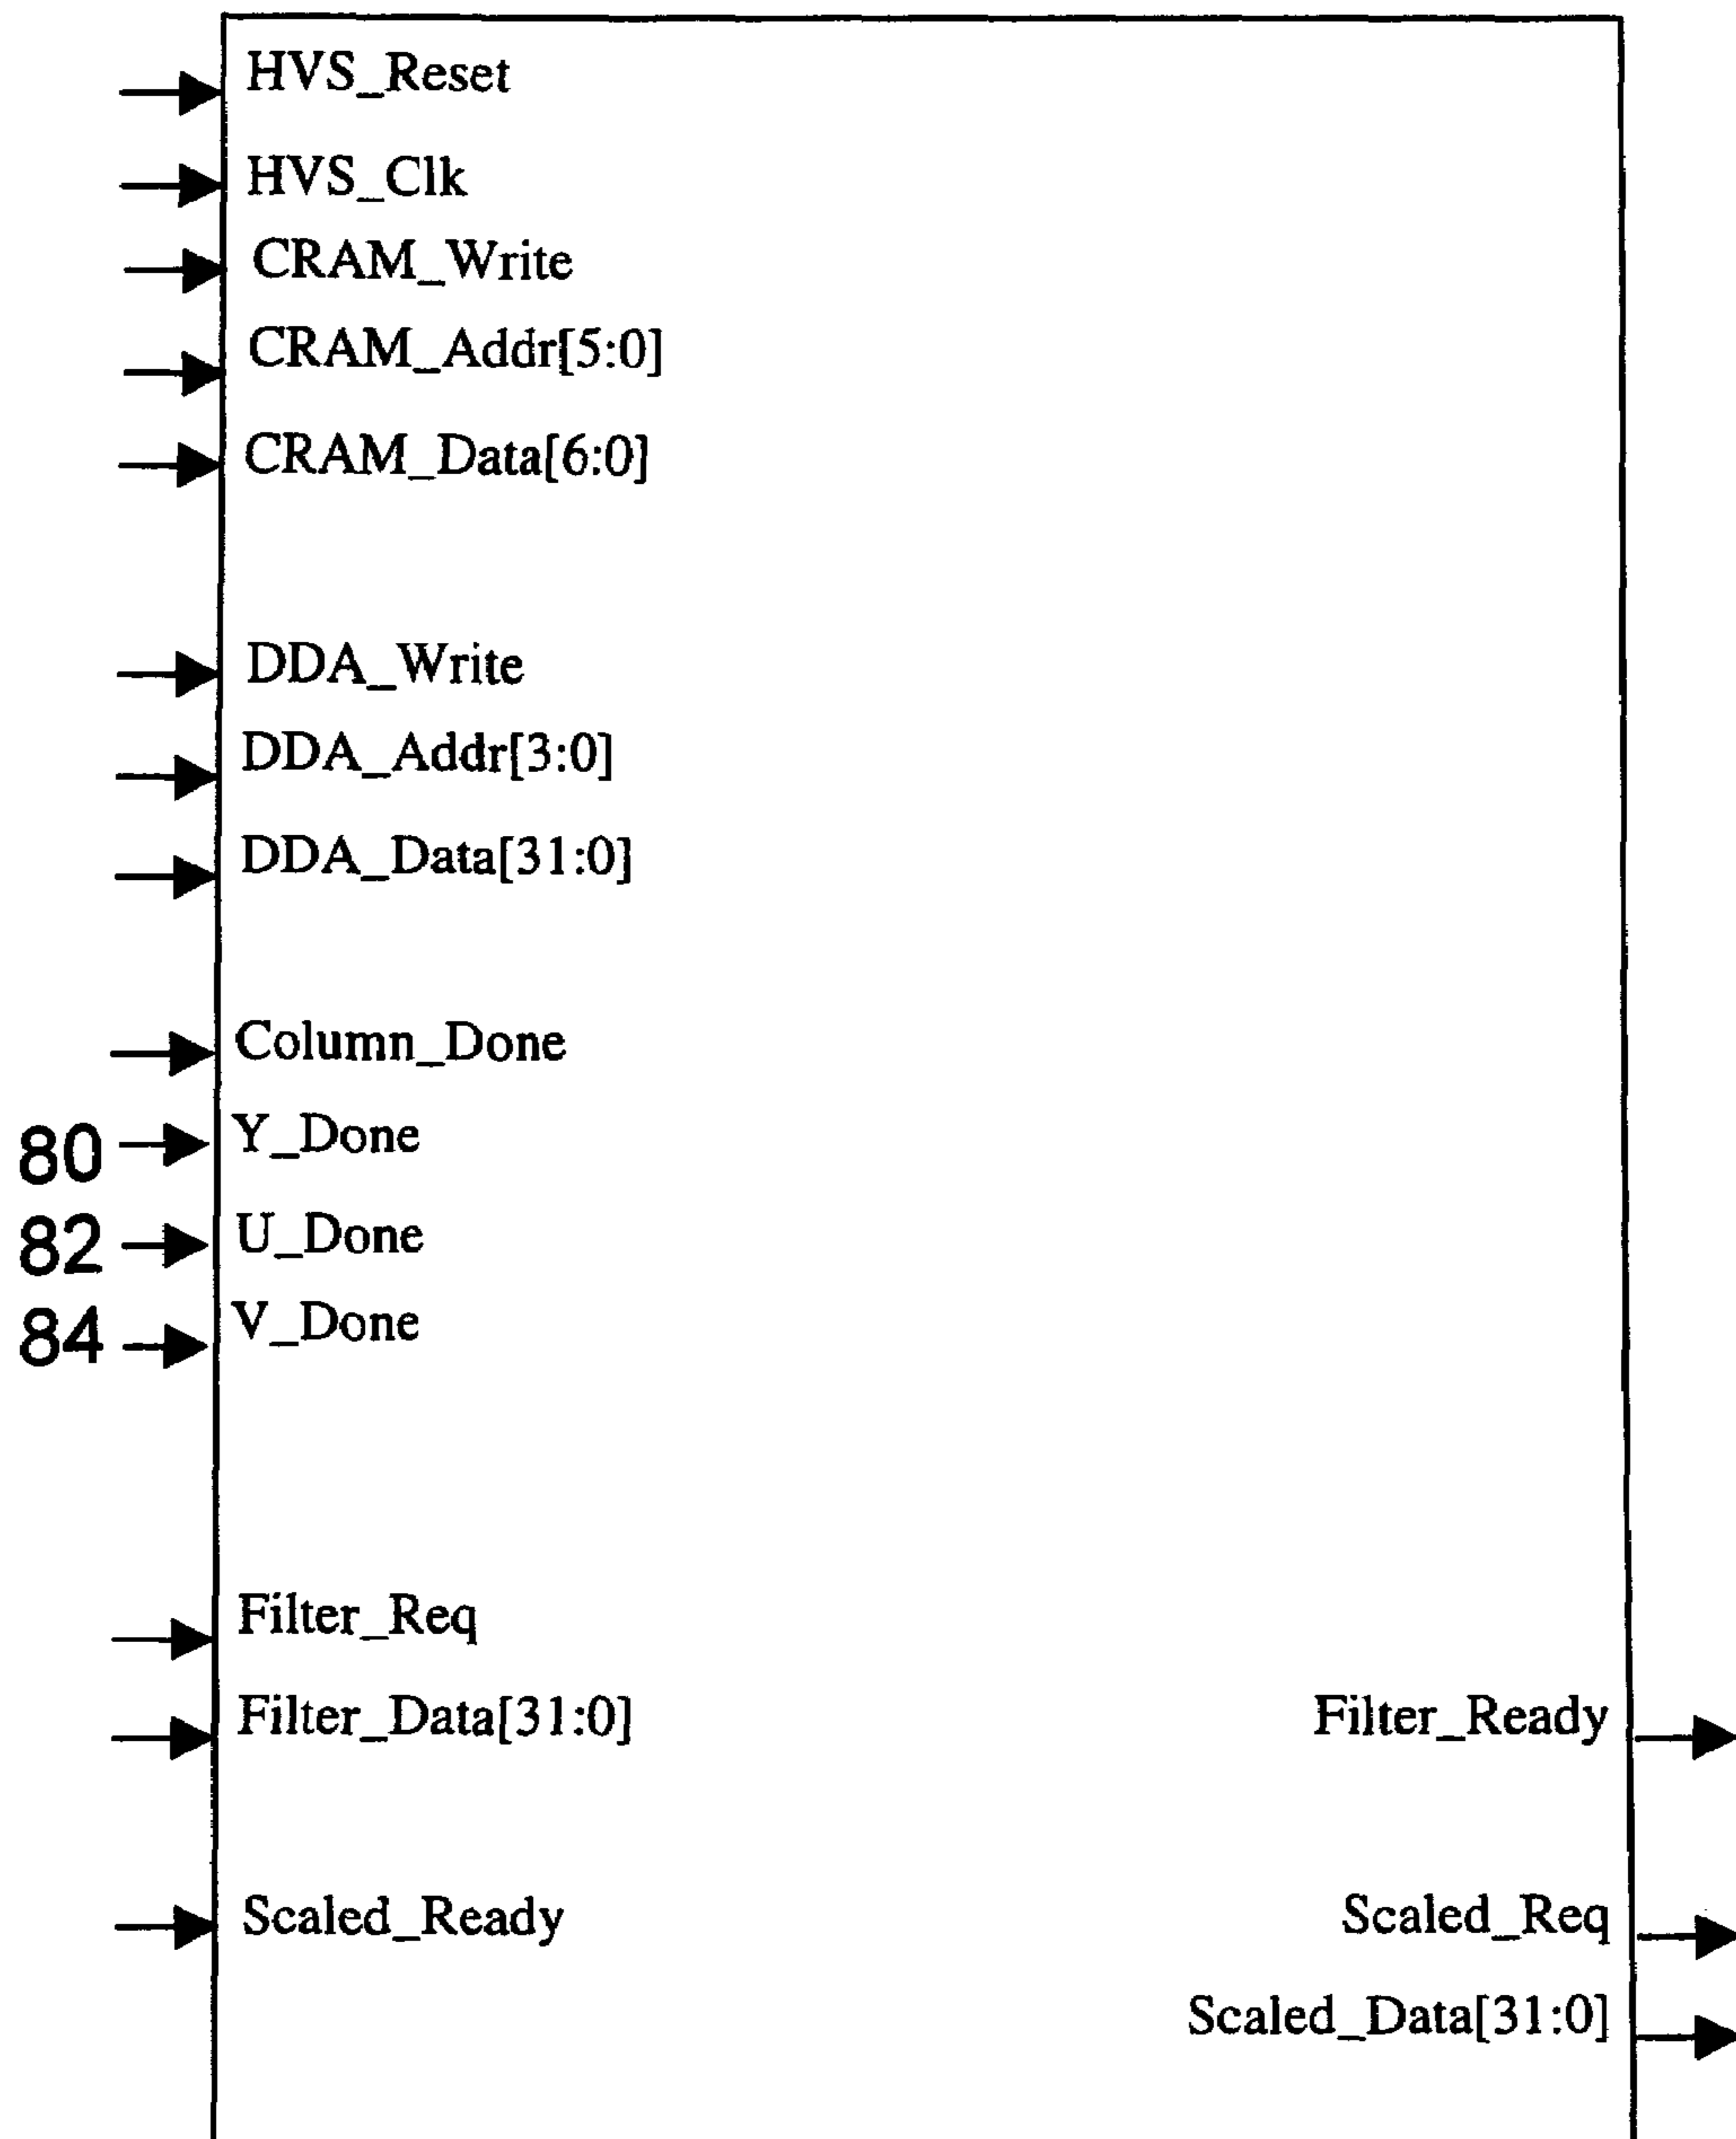 HVS_Reset
HVS_Clk
CRAM_Write
CRAM_Addr[5:0]
CRAM_Data[6:0]
DDA_Write
DDA_Addr[3:0]
DDA_Data[31:0]
Column_Done
80 Y_Done
82 U_Done
84 V_Done
Filter_Req
Filter_Data[31:0] Filter_Ready
Scaled_Ready Scaled_Req
Scaled_Data[31:0]